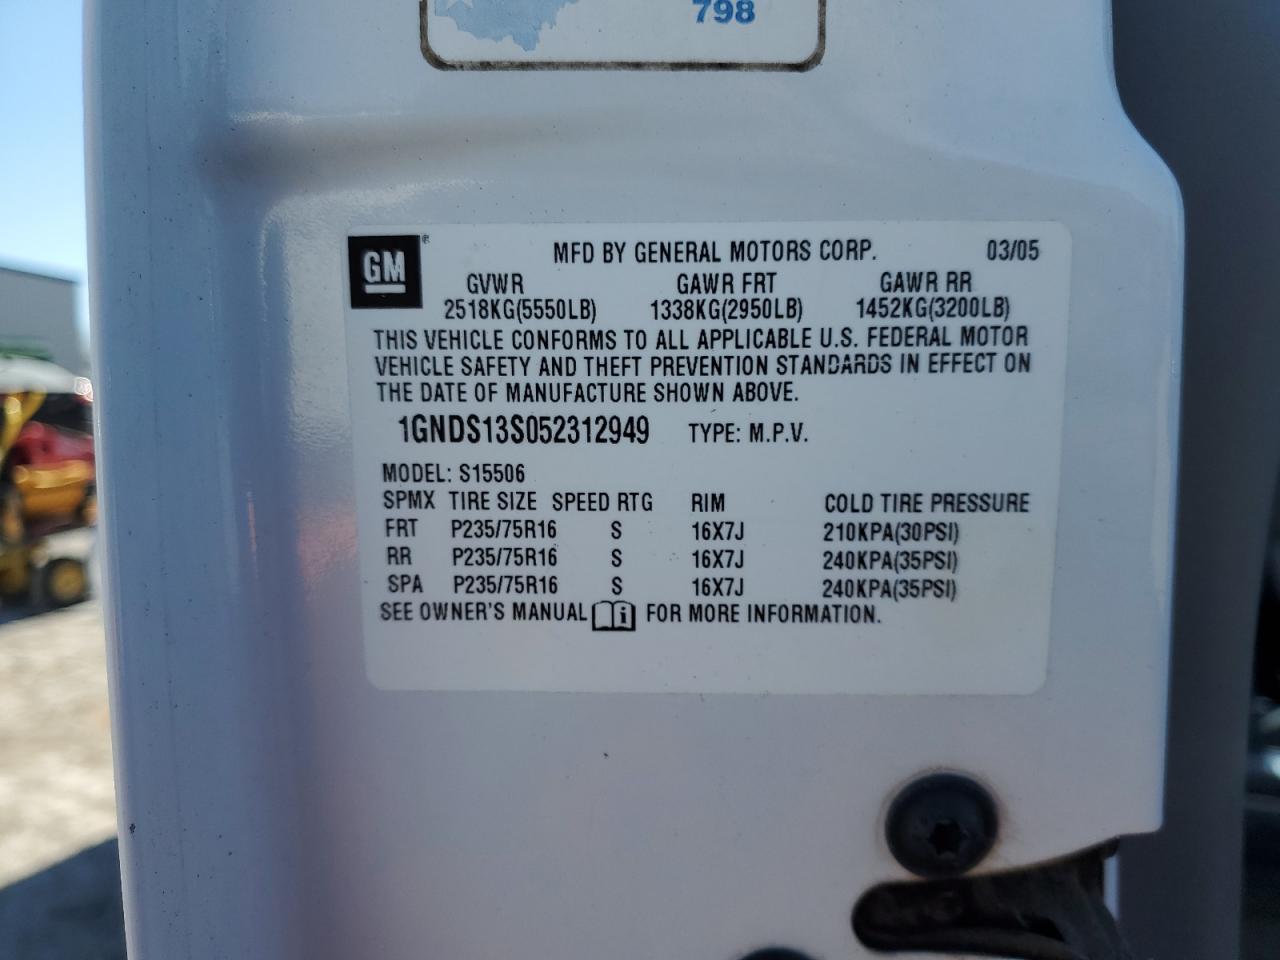 798
GM®
MFD BY GENERAL MOTORS CORP. 03/05
GVWR GAWR FRT GAWR RR
2518KG(5550LB) 1338KG(2950LB) 1452KG(3200LB)
THIS VEHICLE CONFORMS TO ALL APPLICABLE U.S. FEDERAL MOTOR
VEHICLE SAFETY AND THEFT PREVENTION STANDARDS IN EFFECT ON
THE DATE OF MANUFACTURE SHOWN ABOVE.
1GNDS13S052312949 TYPE: M.P.V.
MODEL: S15506
SPMX TIRE SIZE SPEED RTG RIM COLD TIRE PRESSURE
FRT P235/75R16 S 16X7J 210KPA(30PSI)
RR P235/75R16 S 16X7J 240KPA(35PSI)
SPA P235/75R16 S 16X7J 240KPA(35PSI)
SEE OWNER'S MANUAL i FOR MORE INFORMATION.